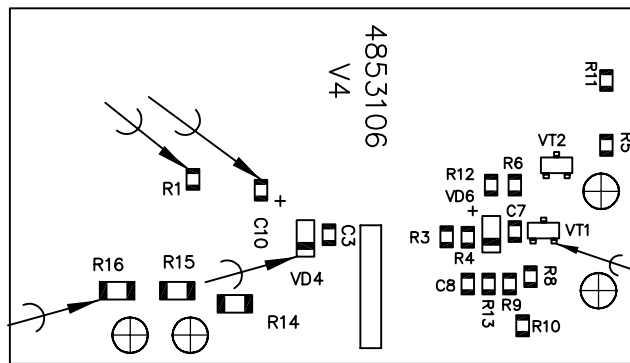 4853106
V4
R11
R5
VT2
R12
R6
VD6
+
R1
+
C10
C3
C7
VT1
R3
R4
VD4
R16
R15
R14
C8
R13
R9
R8
R10